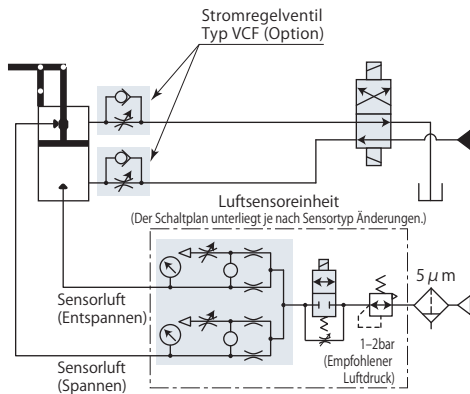 Stromregelventil
Typ VCF (Option)
Luftsensoreinheit
(Der Schaltplan unterliegt je nach Sensortyp Änderungen.)
5 μm
Sensorluft
(Entspannen)
1–2bar
(Empfohlener
Luftdruck)
Sensorluft
(Spannen)